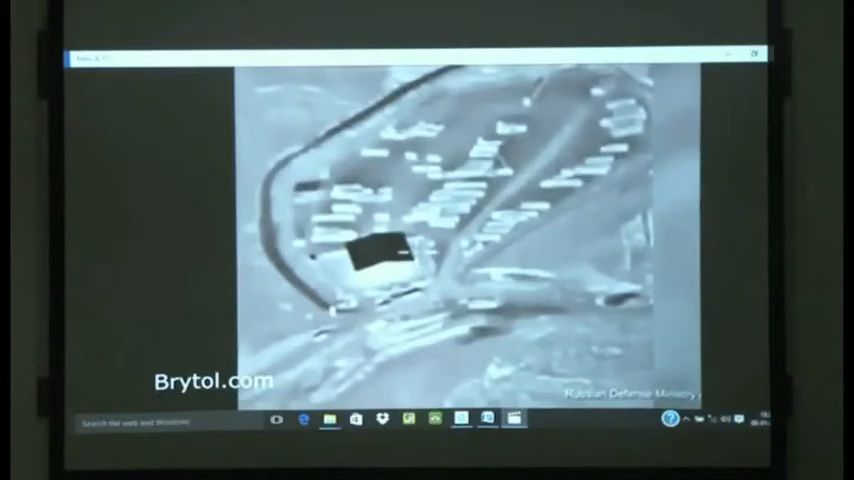 Brytol.com
Russian Defense Ministry
Search the web and Windows